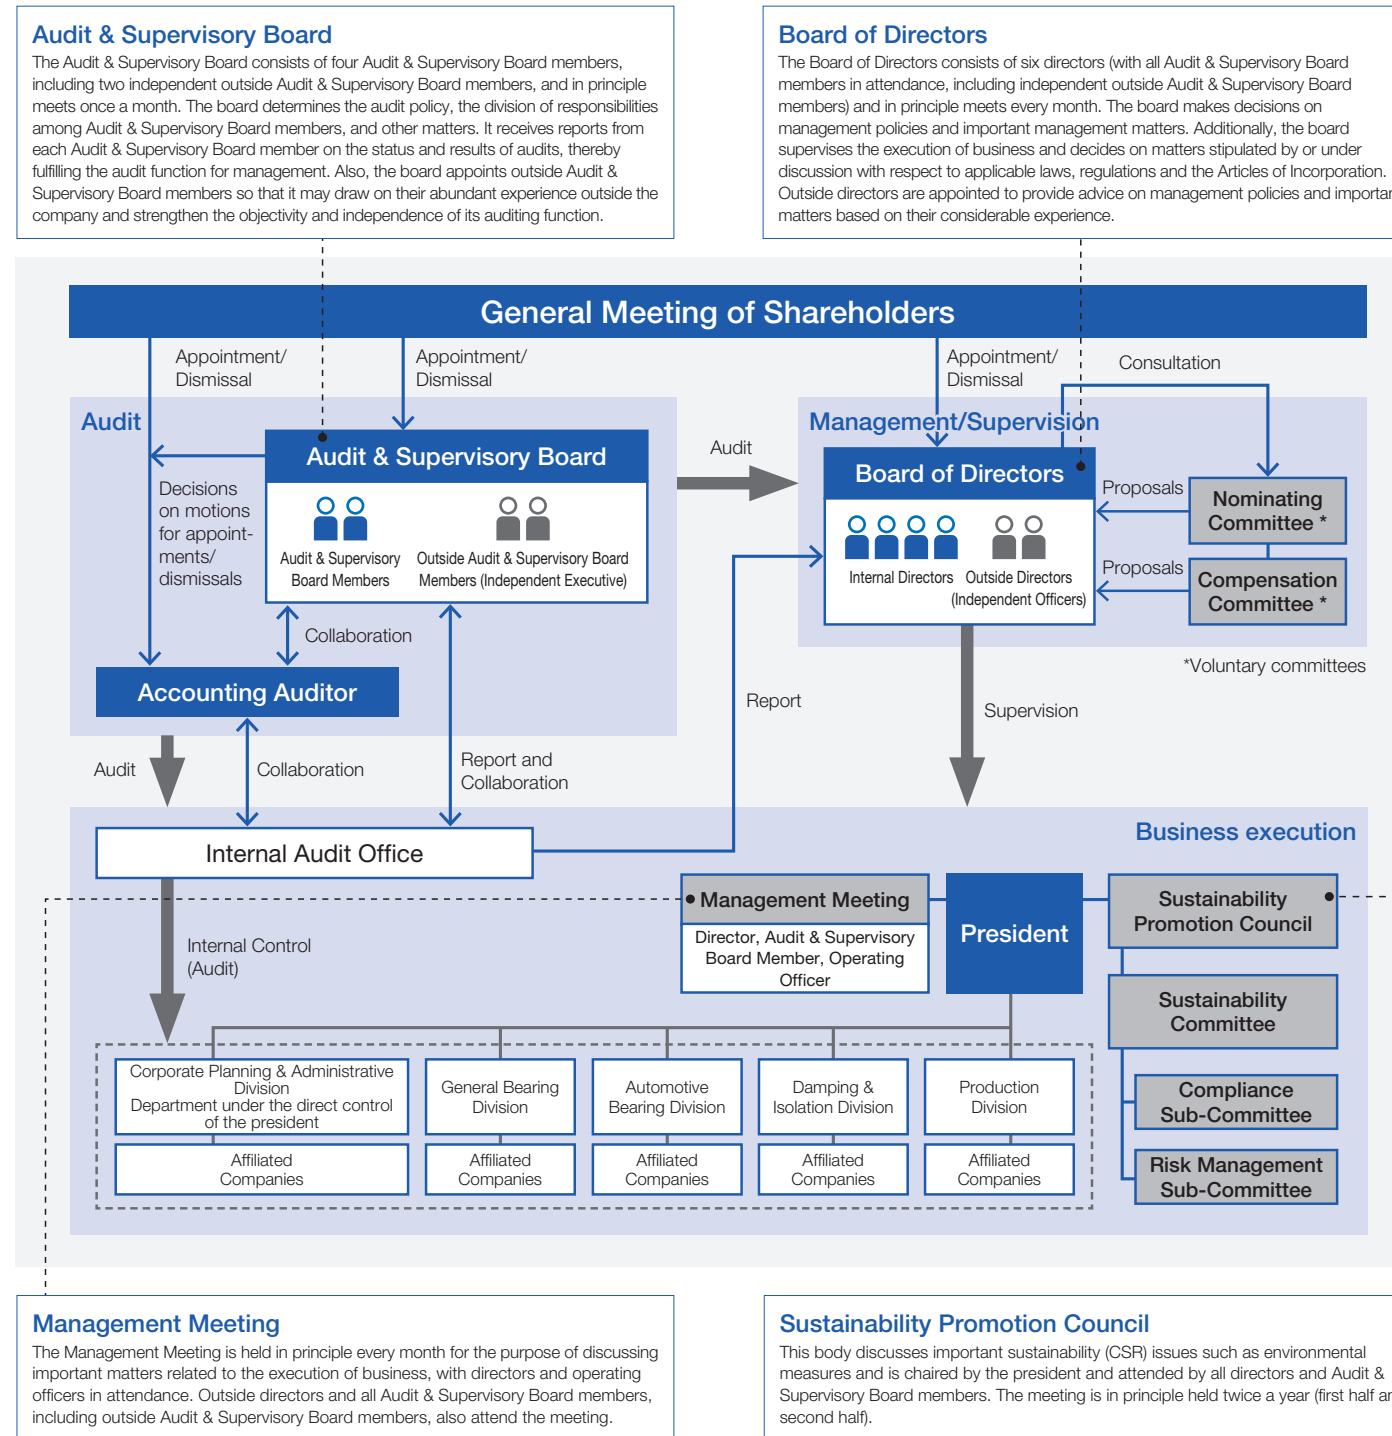 Audit & Supervisory Board
The Audit & Supervisory Board consists of four Audit & Supervisory Board members,
including two independent outside Audit & Supervisory Board members, and in principle
meets once a month. The board determines the audit policy, the division of responsibilities
among Audit & Supervisory Board members, and other matters. It receives reports from
each Audit & Supervisory Board member on the status and results of audits, thereby
fulfilling the audit function for management. Also, the board appoints outside Audit &
Supervisory Board members so that it may draw on their abundant experience outside the
company and strengthen the objectivity and independence of its auditing function.
Board of Directors
The Board of Directors consists of six directors (with all Audit & Supervisory Board
members in attendance, including independent outside Audit & Supervisory Board
members) and in principle meets every month. The board makes decisions on
management policies and important management matters. Additionally, the board
supervises the execution of business and decides on matters stipulated by or under
discussion with respect to applicable laws, regulations and the Articles of Incorporation.
Outside directors are appointed to provide advice on management policies and importan
matters based on their considerable experience.
General Meeting of Shareholders
Appointment/
Dismissal
Appointment/
Dismissal
Appointment/
Dismissal
Consultation
Audit
Audit & Supervisory Board
Decisions
on motions
for appoint-
ments/
dismissals
Audit & Supervisory
Board Members
Outside Audit & Supervisory Board
Members (Independent Executive)
Collaboration
Accounting Auditor
Audit
Management/Supervision
Board of Directors
Internal Directors
Outside Directors
(Independent Officers)
Proposals
Nominating
Committee *
Proposals
Compensation
Committee *
*Voluntary committees
Report
Supervision
Audit
Collaboration
Report and
Collaboration
Business execution
Internal Audit Office
Internal Control
(Audit)
Management Meeting
Director, Audit & Supervisory
Board Member, Operating
Officer
President
Sustainability
Promotion Council
Sustainability
Committee
Compliance
Sub-Committee
Risk Management
Sub-Committee
Corporate Planning & Administrative
Division
Department under the direct control
of the president
General Bearing
Division
Automotive
Bearing Division
Damping &
Isolation Division
Production
Division
Affiliated
Companies
Affiliated
Companies
Affiliated
Companies
Affiliated
Companies
Affiliated
Companies
Management Meeting
The Management Meeting is held in principle every month for the purpose of discussing
important matters related to the execution of business, with directors and operating
officers in attendance. Outside directors and all Audit & Supervisory Board members,
including outside Audit & Supervisory Board members, also attend the meeting.
Sustainability Promotion Council
This body discusses important sustainability (CSR) issues such as environmental
measures and is chaired by the president and attended by all directors and Audit &
Supervisory Board members. The meeting is in principle held twice a year (first half an
second half).